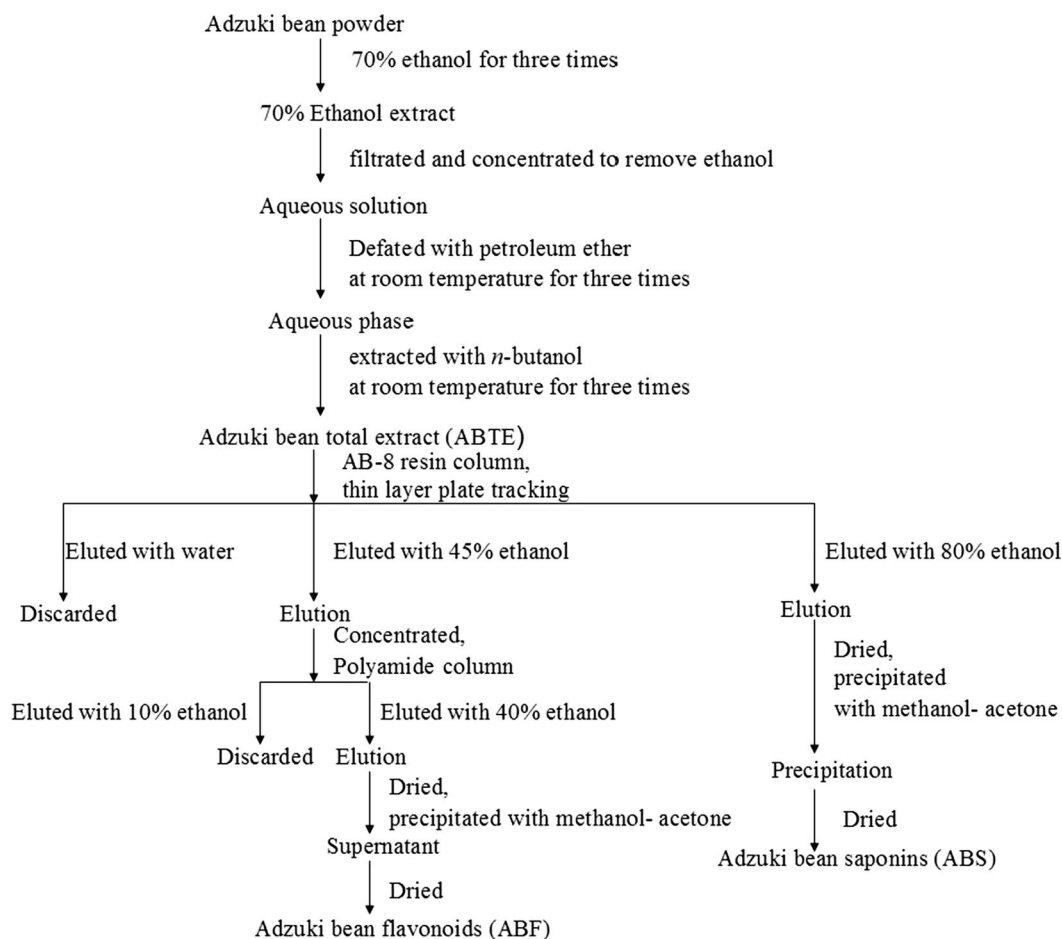 Adzuki bean powder
70% ethanol for three times
70% Ethanol extract
filtrated and concentrated to remove ethanol
Aqueous solution
Defated with petroleum ether
at room temperature for three times
Aqueous phase
extracted with n-butanol
at room temperature for three times
Adzuki bean total extract (ABTE)
AB-8 resin column,
thin layer plate tracking
Eluted with water
Eluted with 45% ethanol
Eluted with 80% ethanol
Discarded
Elution
Elution
Concentrated,
Polyamide column
Dried,
precipitated
with methanol- acetone
Eluted with 10% ethanol
Eluted with 40% ethanol
Discarded
Elution
Precipitation
Dried,
precipitated with methanol- acetone
Dried
Supernatant
Adzuki bean saponins (ABS)
Dried
Adzuki bean flavonoids (ABF)